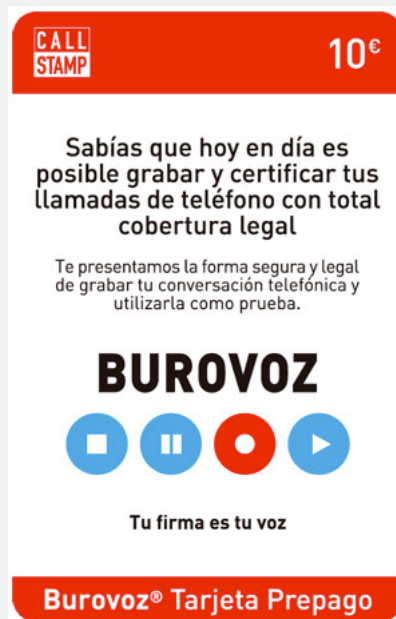 CALL
STAMP
10€
Sabías que hoy en día es
posible grabar y certificar tus
llamadas de teléfono con total
cobertura legal
Te presentamos la forma segura y legal
de grabar tu conversación telefónica y
utilizarla como prueba.
BUROVOZ
Tu firma es tu voz
Burovoz® Tarjeta Prepago